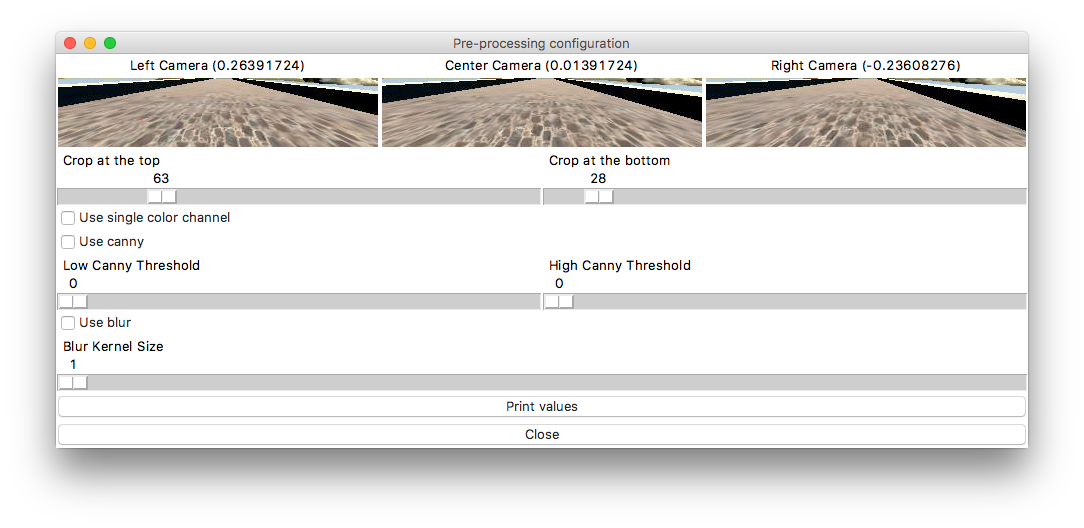 Pre-processing configuration
Left Camera (0.26391724) Center Camera (0.01391724) Right Camera (-0.23608276)
Crop at the top Crop at the bottom
63 28
Use single color channel
Use canny
Low Canny Threshold High Canny Threshold
0 0
Use blur
Blur Kernel Size
1
Print values
Close